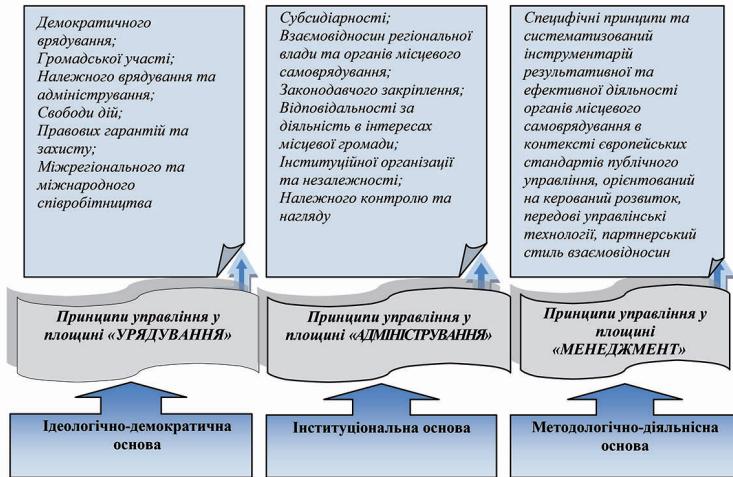 Демократичного
врядування;
Громадської участі;
Належного врядування та
адміністрування;
Свободи дій;
Правових гарантій та
захисту;
Міжрегіонального та
міжнародного
співробітництва
Субсидіарності;
Взаємовідносин регіональної
влади та органів місцевого
самоврядування;
Законодавчого закріплення;
Відповідальності за
діяльність в інтересах
місцевої громади;
Інституційної організації
та незалежності;
Належного контролю та
нагляду
Специфічні принципи та
систематизований
інструментарій
результативної та
ефективної діяльності
органів місцевого
самоврядування в
контексті європейських
стандартів публічного
управління, орієнтований
на керований розвиток,
передові управлінські
технології, партнерський
стиль взаємовідносин
Принципи управління у
площині «УРЯДУВАННЯ»
Принципи управління у
площині «АДМІНІСТРУВАННЯ»
Принципи управління у
площині
«МЕНЕДЖМЕНТ»
Ідеологічно-демократична
основа
Інституціональна основа
Методологічно-діяльнісна
основа